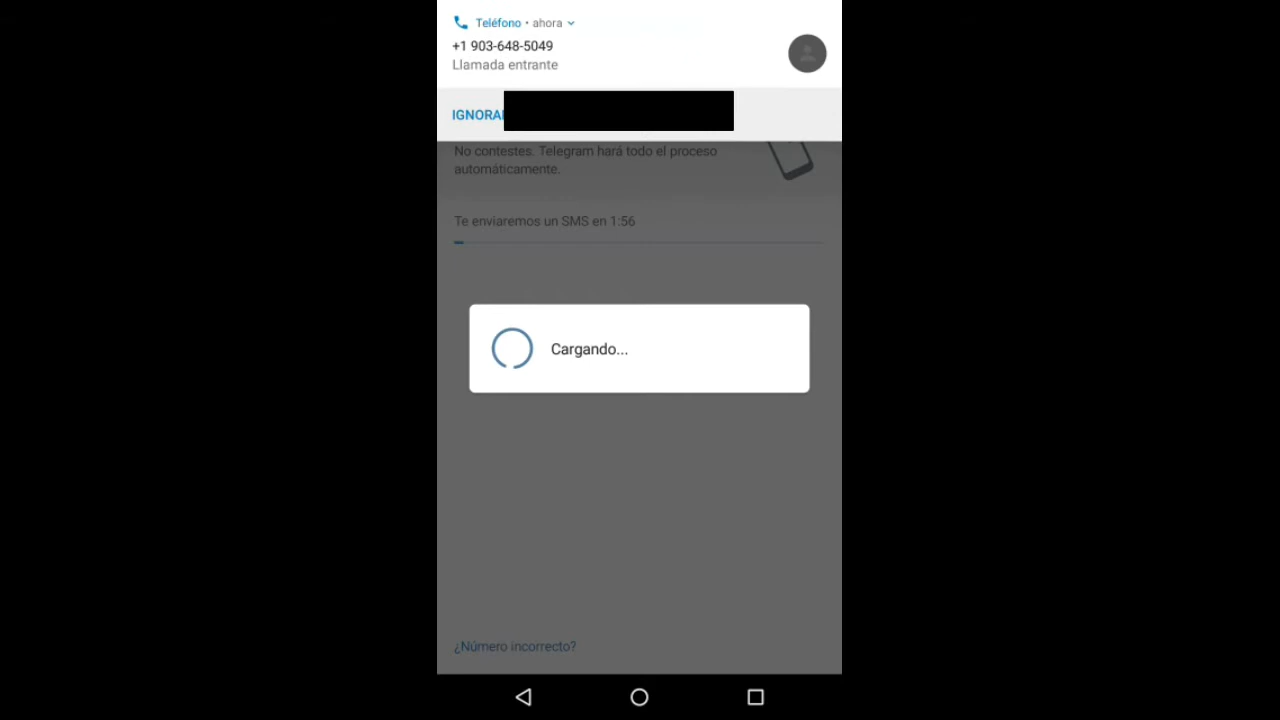 Teléfono • ahora
+1 903-648-5049
Llamada entrante
No contestes. Telegram hará todo el proceso
automáticamente.
Te enviaremos un SMS en 1:56
Cargando...
¿Número incorrecto?